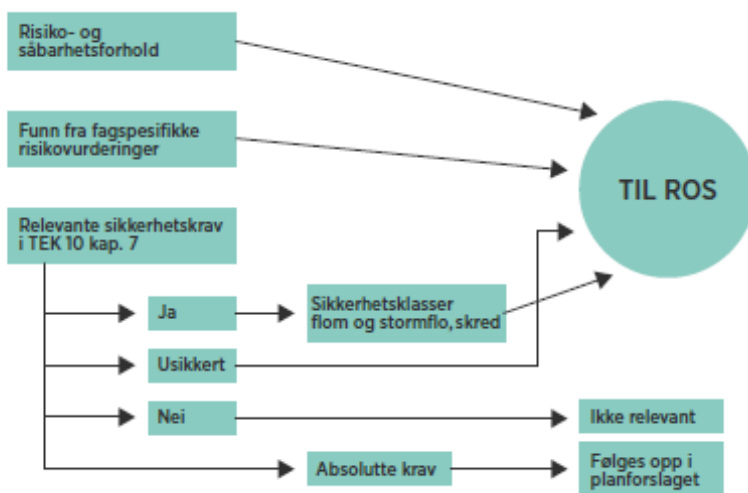 Risiko- og
såbarhetsforhold
Funn fra fagspesifikke
risikovurderinger
TIL ROS
Relevante sikkerhetskrav
i TEK 10 kap. 7
Ja
Sikkerhetsklasser
flom og stormflo, skred
Usikkert
Nei
Ikke relevant
Absolutte krav
Følges opp i
planforslaget